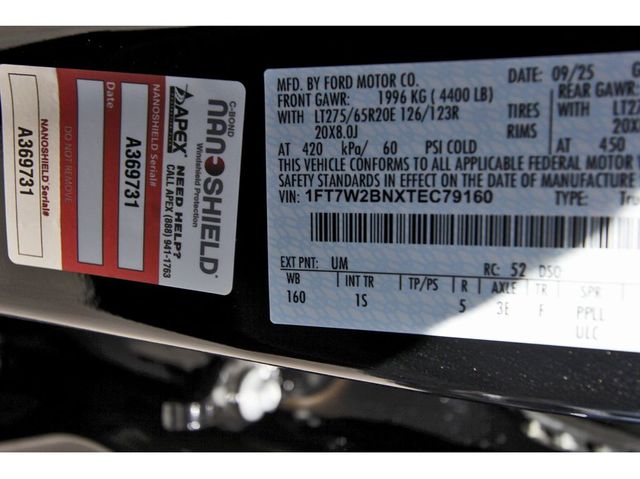 MFD. BY FORD MOTOR CO.
DATE: 09/25
FRONT GAWR: 1996 KG ( 4400 LB)
REAR GAWR
WITH LT275/65R20E 126/123R TIRES
WITH
20X8.0J RIMS
20
AT 420 kPa/ 60 PSI COLD
AT 450
THIS VEHICLE CONFORMS TO ALL APPLICABLE FEDERAL MOTOR
SAFETY STANDARDS IN EFFECT ON THE DATE OF MANUFACTURE
VIN: 1FT7W2BNXTEC79160 TYPE:
EXT PNT: UM RC: 52 DSO
WB INT TR TP/PS R AXLE TR SPR
160 1S 5 3E F PPLL
ULC
C-BOND
NANOSHIELD
Windshield Protection
NEED HELP?
CALL APEX (888) 941-1763
APEX
NANOSHIELD Serial#
A369731
DO NOT REMOVE
NANOSHIELD Serial#
A369731